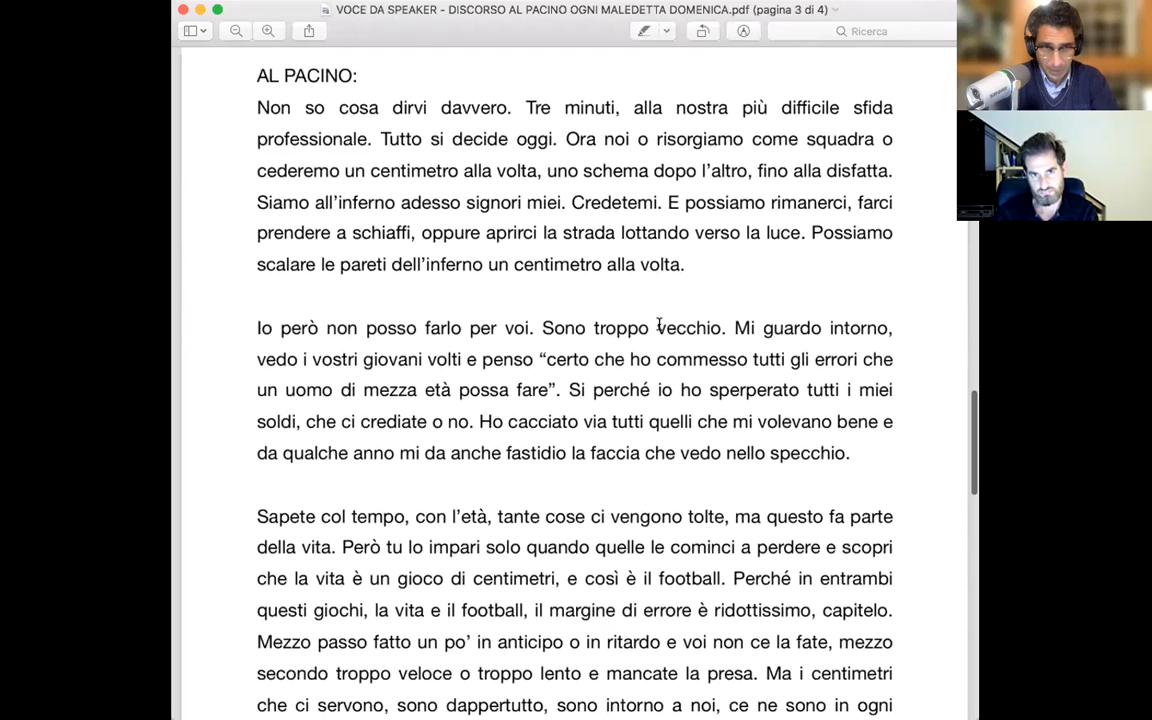 VOCE DA SPEAKER - DISCORSO AL PACINO OGNI MALEDETTA DOMENICA.pdf (pagina 3 di 4)
Ricerca
AL PACINO:
Non so cosa dirvi davvero. Tre minuti, alla nostra più difficile sfida
professionale. Tutto si decide oggi. Ora noi o risorgiamo come squadra o
cederemo un centimetro alla volta, uno schema dopo l'altro, fino alla disfatta.
Siamo all'inferno adesso signori miei. Credetemi. E possiamo rimanerci, farci
prendere a schiaffi, oppure aprirci la strada lottando verso la luce. Possiamo
scalare le pareti dell'inferno un centimetro alla volta.
Io però non posso farlo per voi. Sono troppo vecchio. Mi guardo intorno,
vedo i vostri giovani volti e penso “certo che ho commesso tutti gli errori che
un uomo di mezza età possa fare”. Si perché io ho sperperato tutti i miei
soldi, che ci crediate o no. Ho cacciato via tutti quelli che mi volevano bene e
da qualche anno mi da anche fastidio la faccia che vedo nello specchio.
Sapete col tempo, con l'età, tante cose ci vengono tolte, ma questo fa parte
della vita. Però tu lo impari solo quando quelle le cominci a perdere e scopri
che la vita è un gioco di centimetri, e così è il football. Perché in entrambi
questi giochi, la vita e il football, il margine di errore è ridottissimo, capitelo.
Mezzo passo fatto un po' in anticipo o in ritardo e voi non ce la fate, mezzo
secondo troppo veloce o troppo lento e mancate la presa. Ma i centimetri
che ci servono, sono dappertutto, sono intorno a noi, ce ne sono in ogni